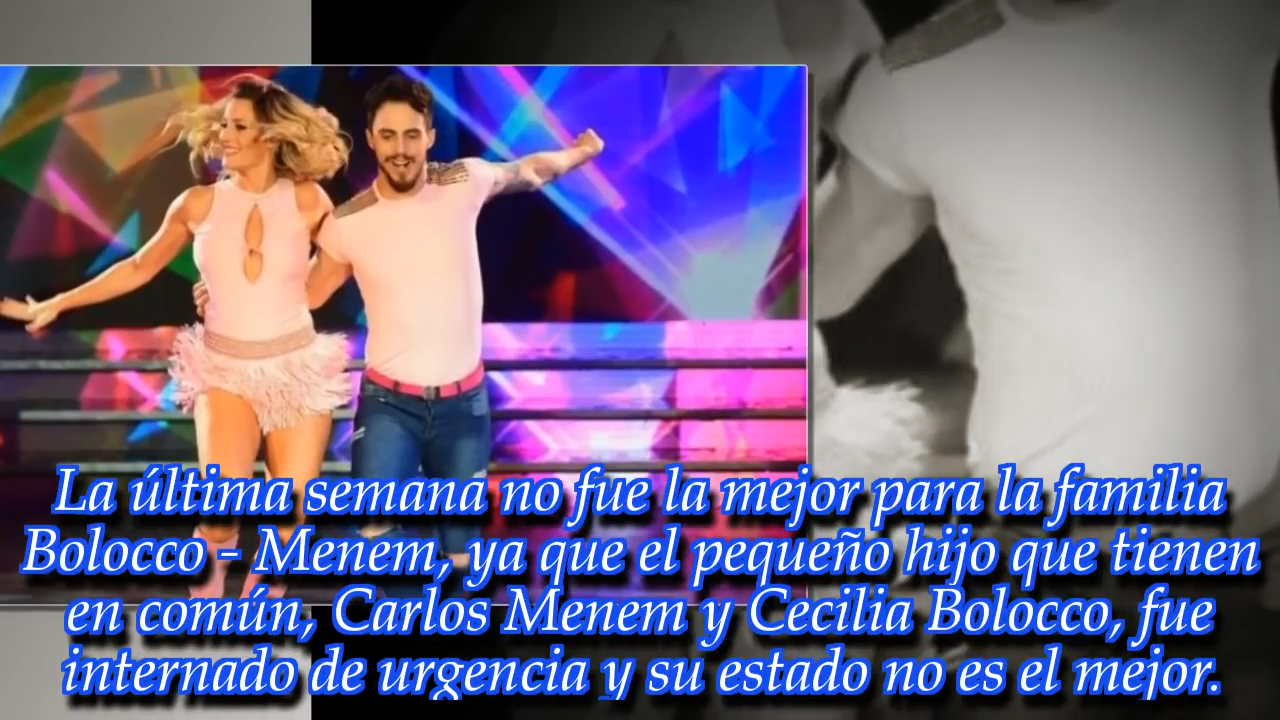 La última semana no fue la mejor para la familia
Bolocco - Menem, ya que el pequeño hijo que tienen
en común, Carlos Menem y Cecilia Bolocco, fue
internado de urgencia y su estado no es el mejor.